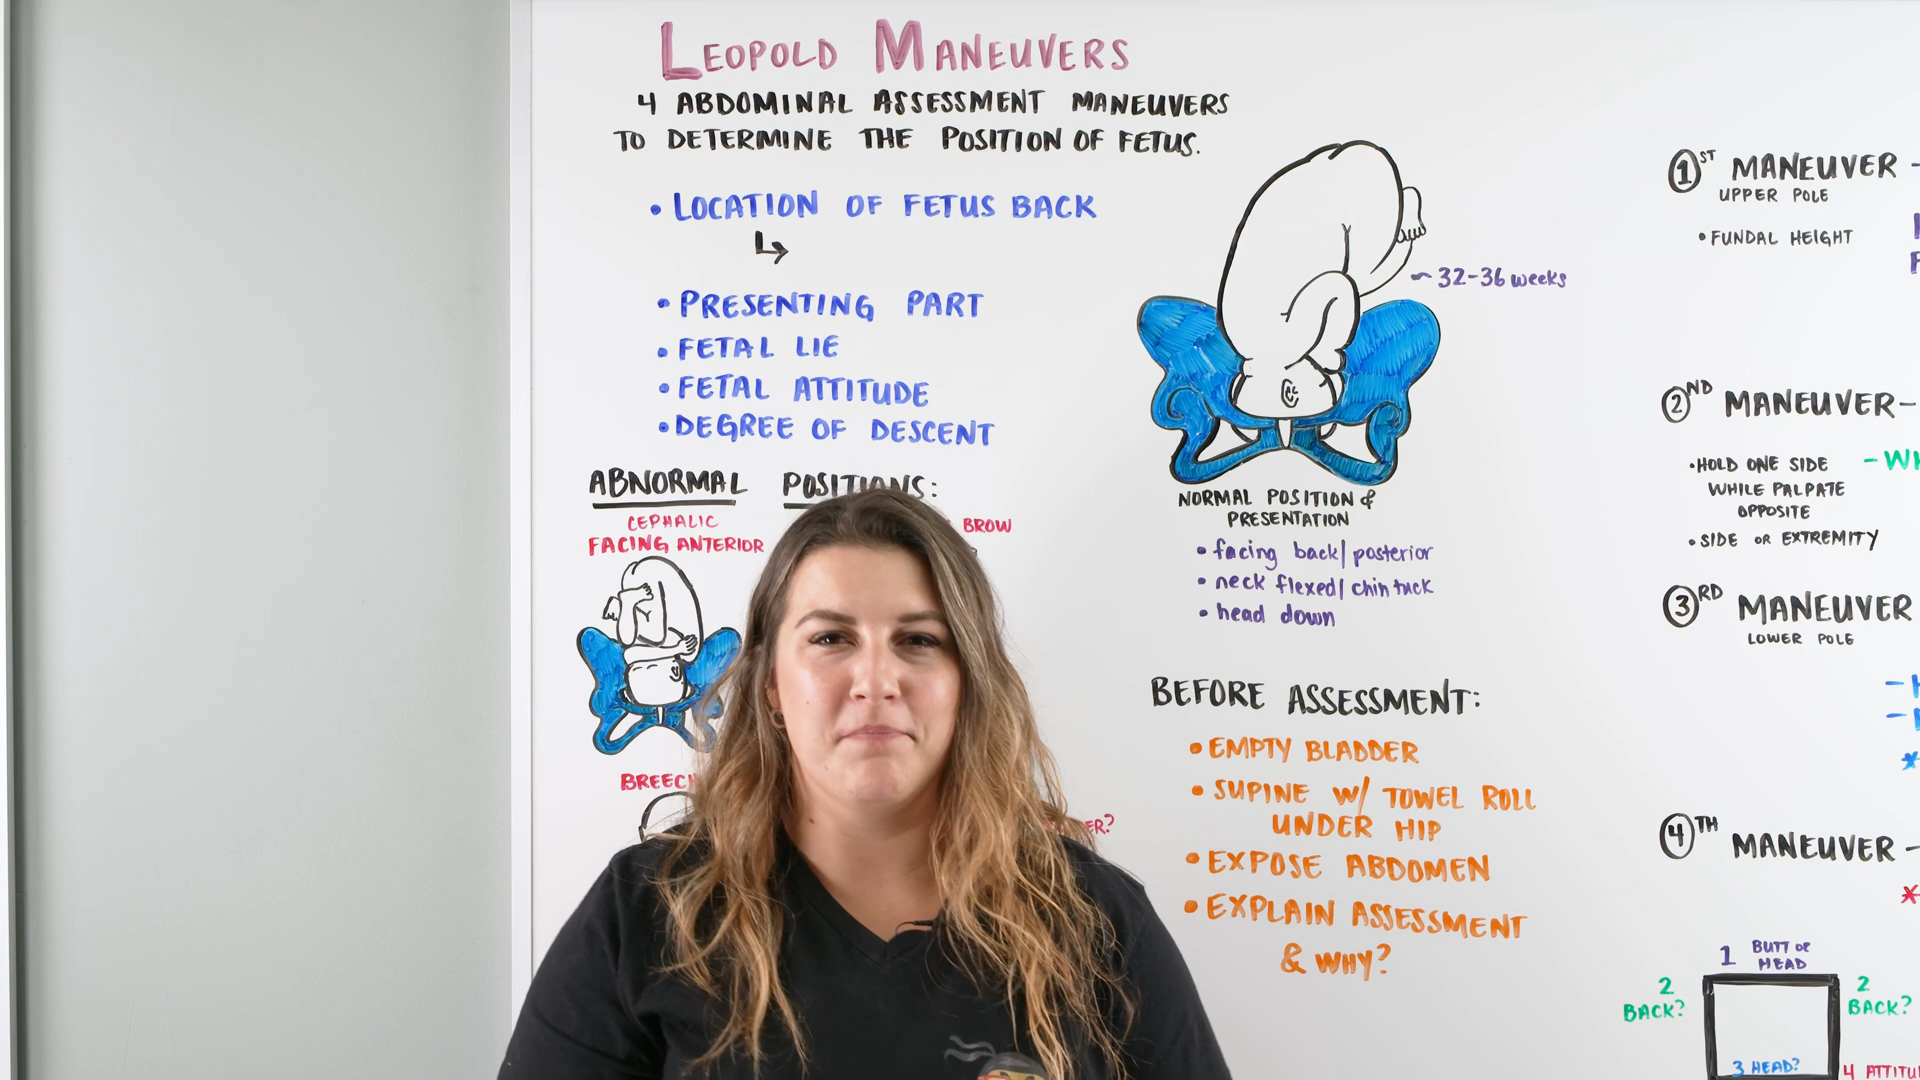 LEOPOLD MANEUVERS
4 ABDOMINAL ASSESSMENT MANEUVERS
TO DETERMINE THE POSITION OF FETUS.
• LOCATION OF FETUS BACK
• PRESENTING PART
• FETAL LIE
• FETAL ATTITUDE
• DEGREE OF DESCENT
ABNORMAL POSITIONS:
CEPHALIC
FACING ANTERIOR
BROW
BREECH
~32-36 weeks
NORMAL POSITION &
PRESENTATION
• facing back/posterior
• neck flexed/chin tuck
• head down
BEFORE ASSESSMENT:
• EMPTY BLADDER
• SUPINE W/ TOWEL ROLL
UNDER HIP
• EXPOSE ABDOMEN
• EXPLAIN ASSESSMENT
& WHY?
1ST MANEUVER -
UPPER POLE
• FUNDAL HEIGHT
2ND MANEUVER-
• HOLD ONE SIDE
WHILE PALPATE
OPPOSITE
• SIDE OR EXTREMITY
- WH
3RD MANEUVER
LOWER POLE
4TH MANEUVER -
1 BUTT OR
HEAD
2
BACK?
2
BACK?
3 HEAD?
4 ATTITU